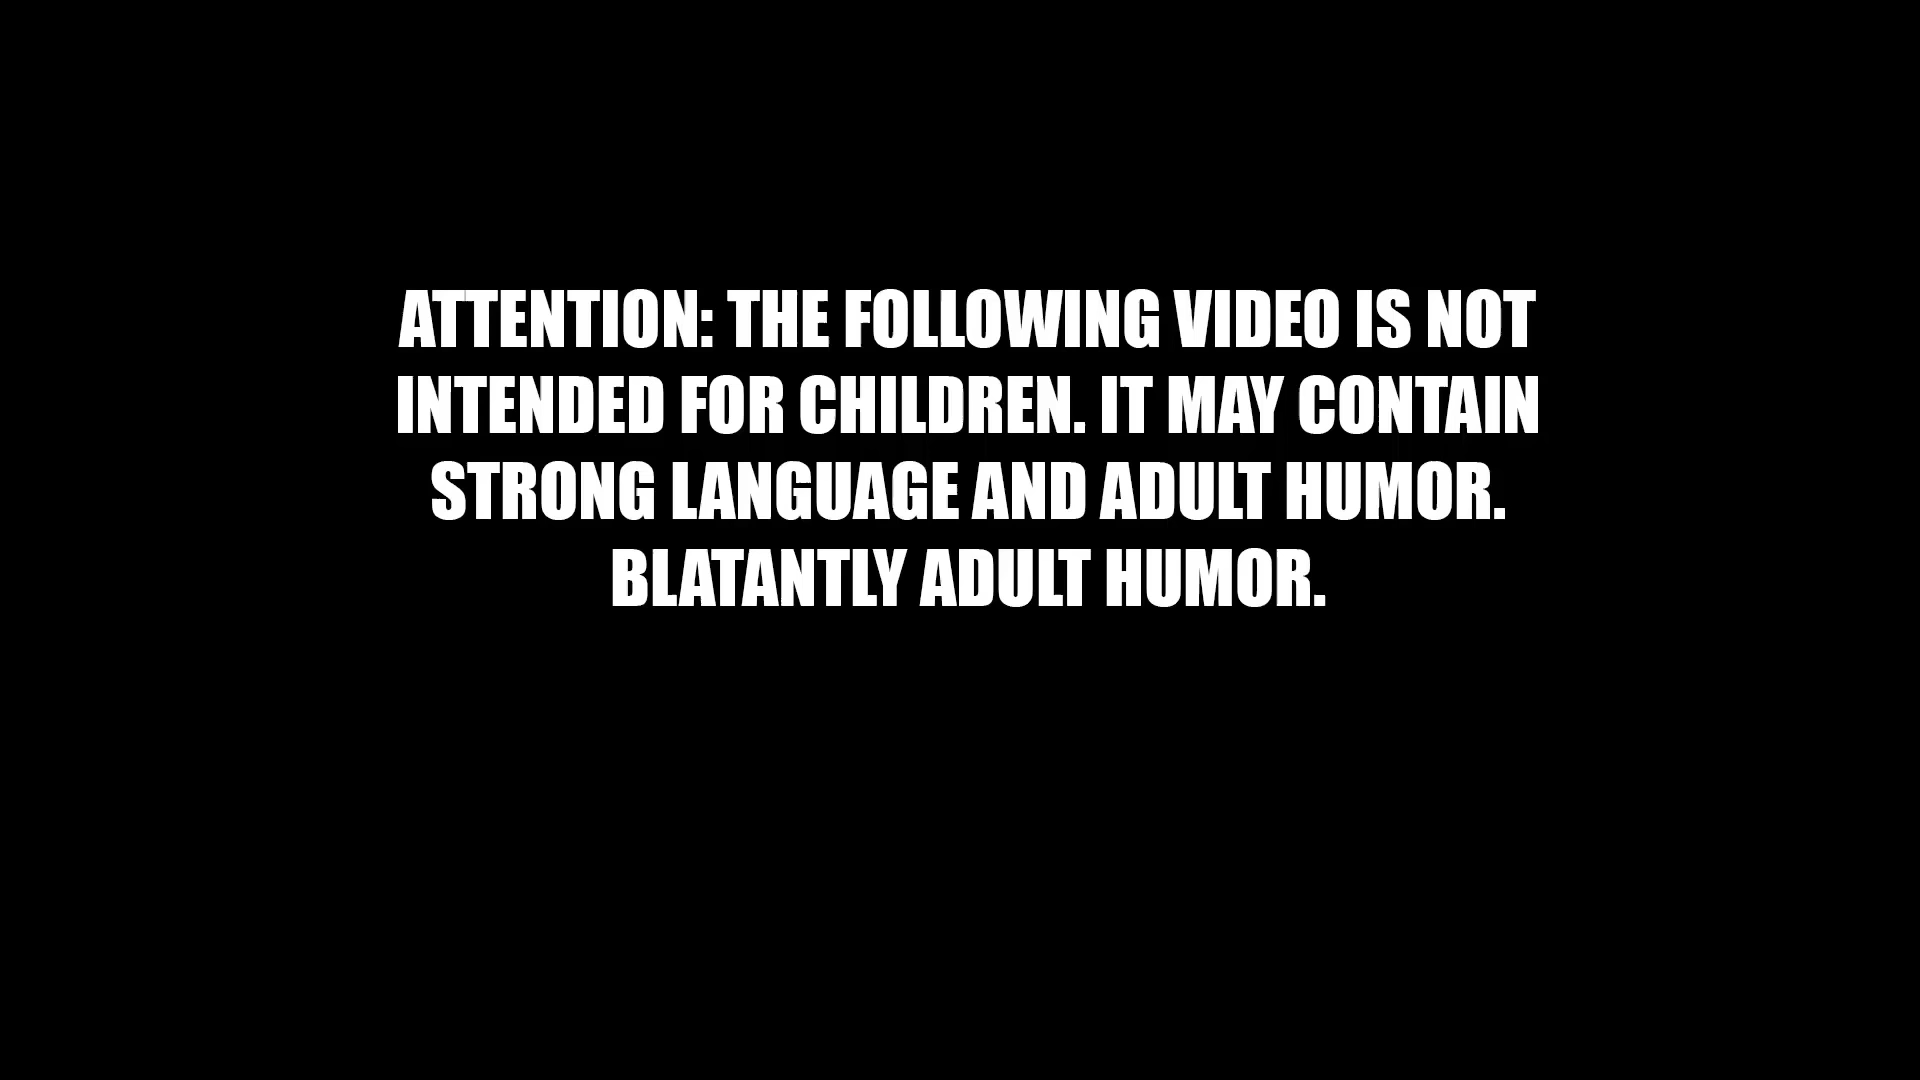 ATTENTION: THE FOLLOWING VIDEO IS NOT
INTENDED FOR CHILDREN. IT MAY CONTAIN
STRONG LANGUAGE AND ADULT HUMOR.
BLATANTLY ADULT HUMOR.